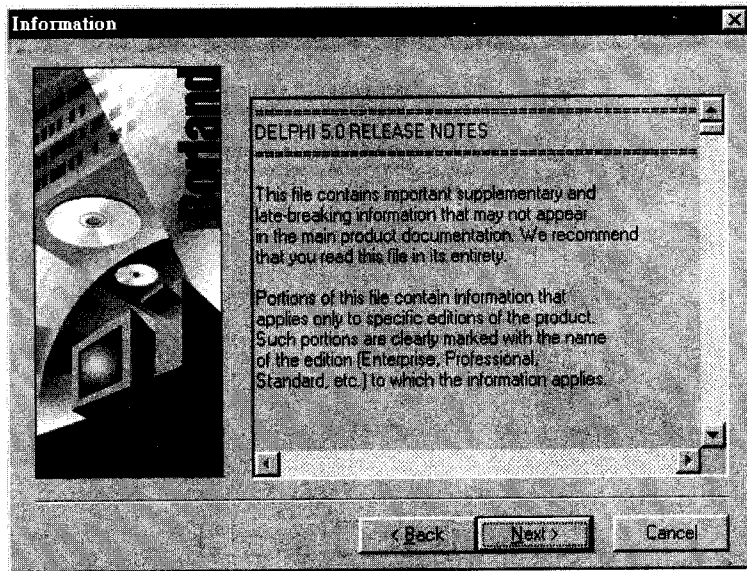 Information
Borland
==================================================
DELPHI 5.0 RELEASE NOTES
==================================================
This file contains important supplementary and
late-breaking information that may not appear
in the main product documentation. We recommend
that you read this file in its entirety.
Portions of this file contain information that
applies only to specific editions of the product.
Such portions are clearly marked with the name
of the edition (Enterprise, Professional,
Standard, etc.) to which the information applies.
< Back
Next >
Cancel